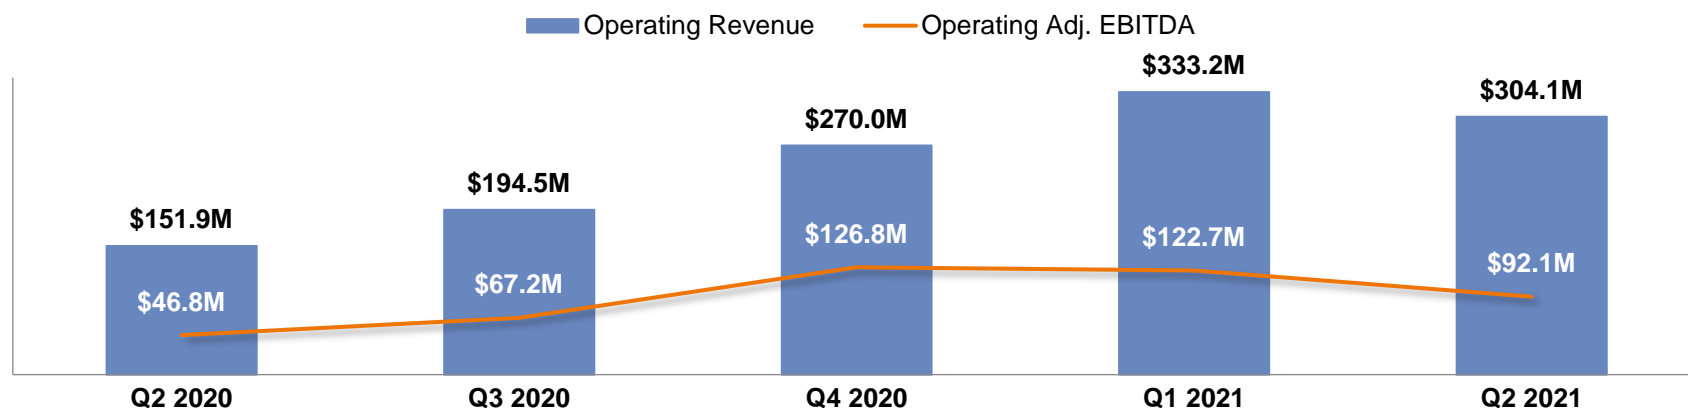 Operating Revenue Operating Adj. EBITDA
$333.2M
$304.1M
$270.0M
$194.5M
$151.9M
$126.8M
$122.7M
$92.1M
$67.2M
$46.8M
Q2 2020 Q3 2020 Q4 2020 Q1 2021 Q2 2021